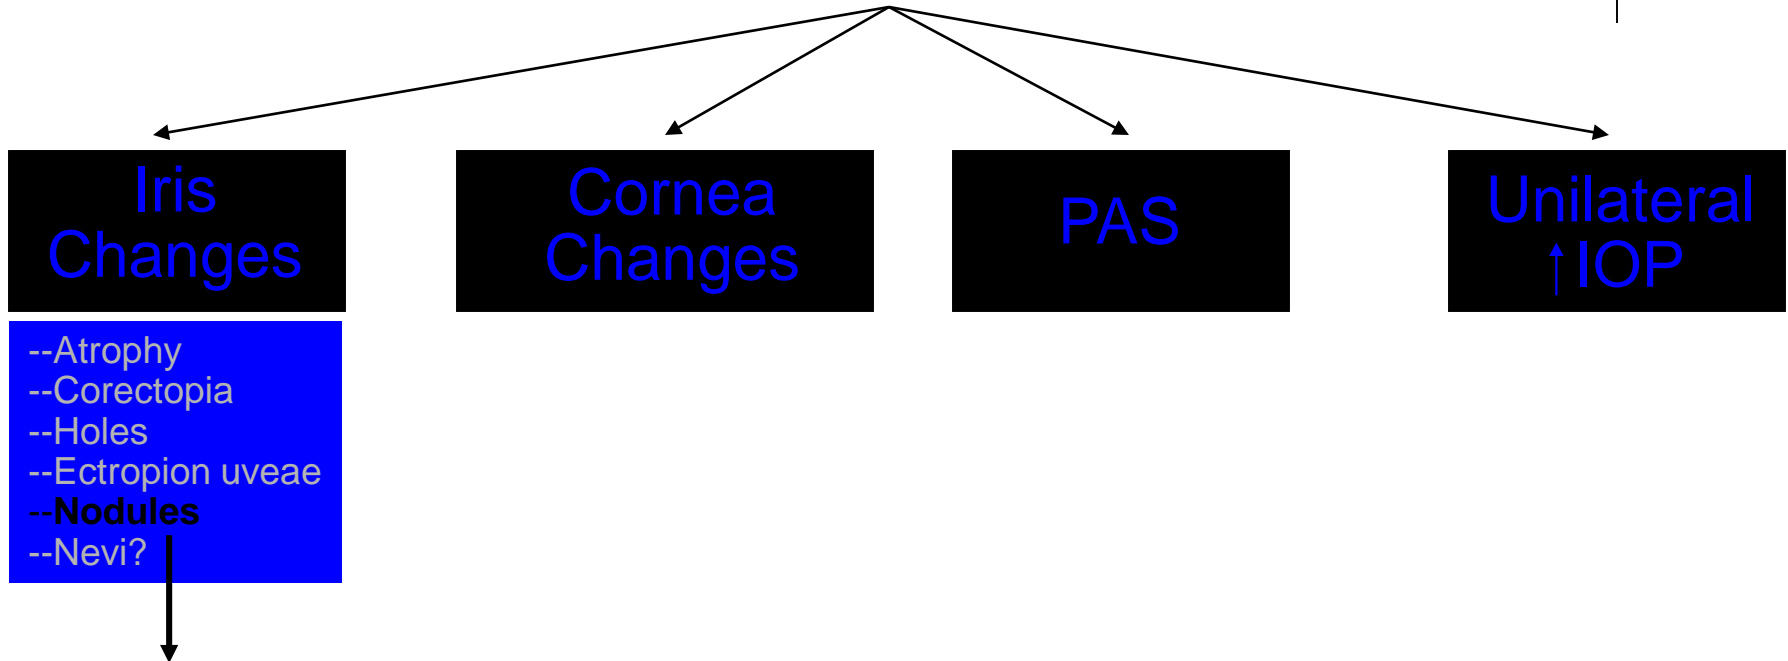 Iris
Changes
Cornea
Changes
PAS
Unilateral
↑IOP
--Atrophy
--Corectopia
--Holes
--Ectropion uveae
--Nodules
--Nevi?